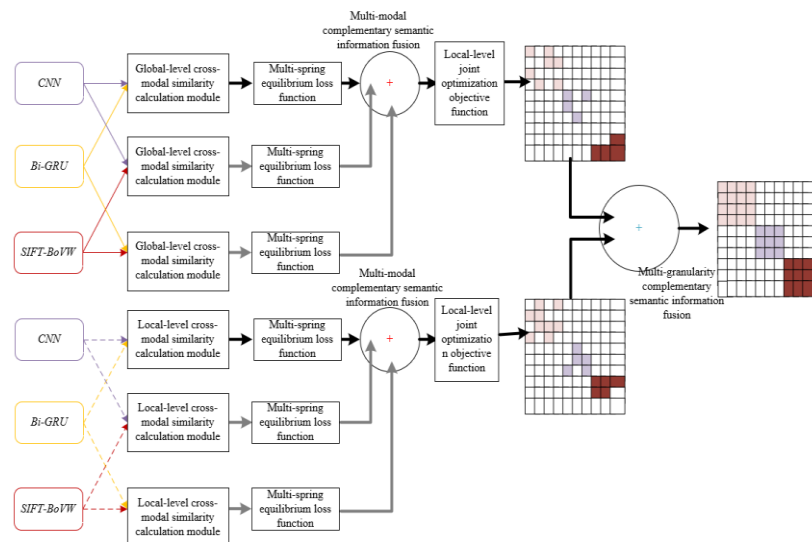 Multi-modal
complementary semantic
information fusion
CNN
Global-level cross-
modal similarity
calculation module
Multi-spring
equilibrium loss
function
+
Local-level
joint
optimization
objective
function
Bi-GRU
Global-level cross-
modal similarity
calculation module
Multi-spring
equilibrium loss
function
SIFT-BoVW
Global-level cross-
modal similarity
calculation module
Multi-spring
equilibrium loss
function
+
Multi-granularity
complementary
semantic information
fusion
Multi-modal
complementary semantic
information fusion
CNN
Local-level cross-
modal similarity
calculation module
Multi-spring
equilibrium loss
function
+
Local-level
joint
optimizatio
n objective
function
Bi-GRU
Local-level cross-
modal similarity
calculation module
Multi-spring
equilibrium loss
function
SIFT-BoVW
Local-level cross-
modal similarity
calculation module
Multi-spring
equilibrium loss
function